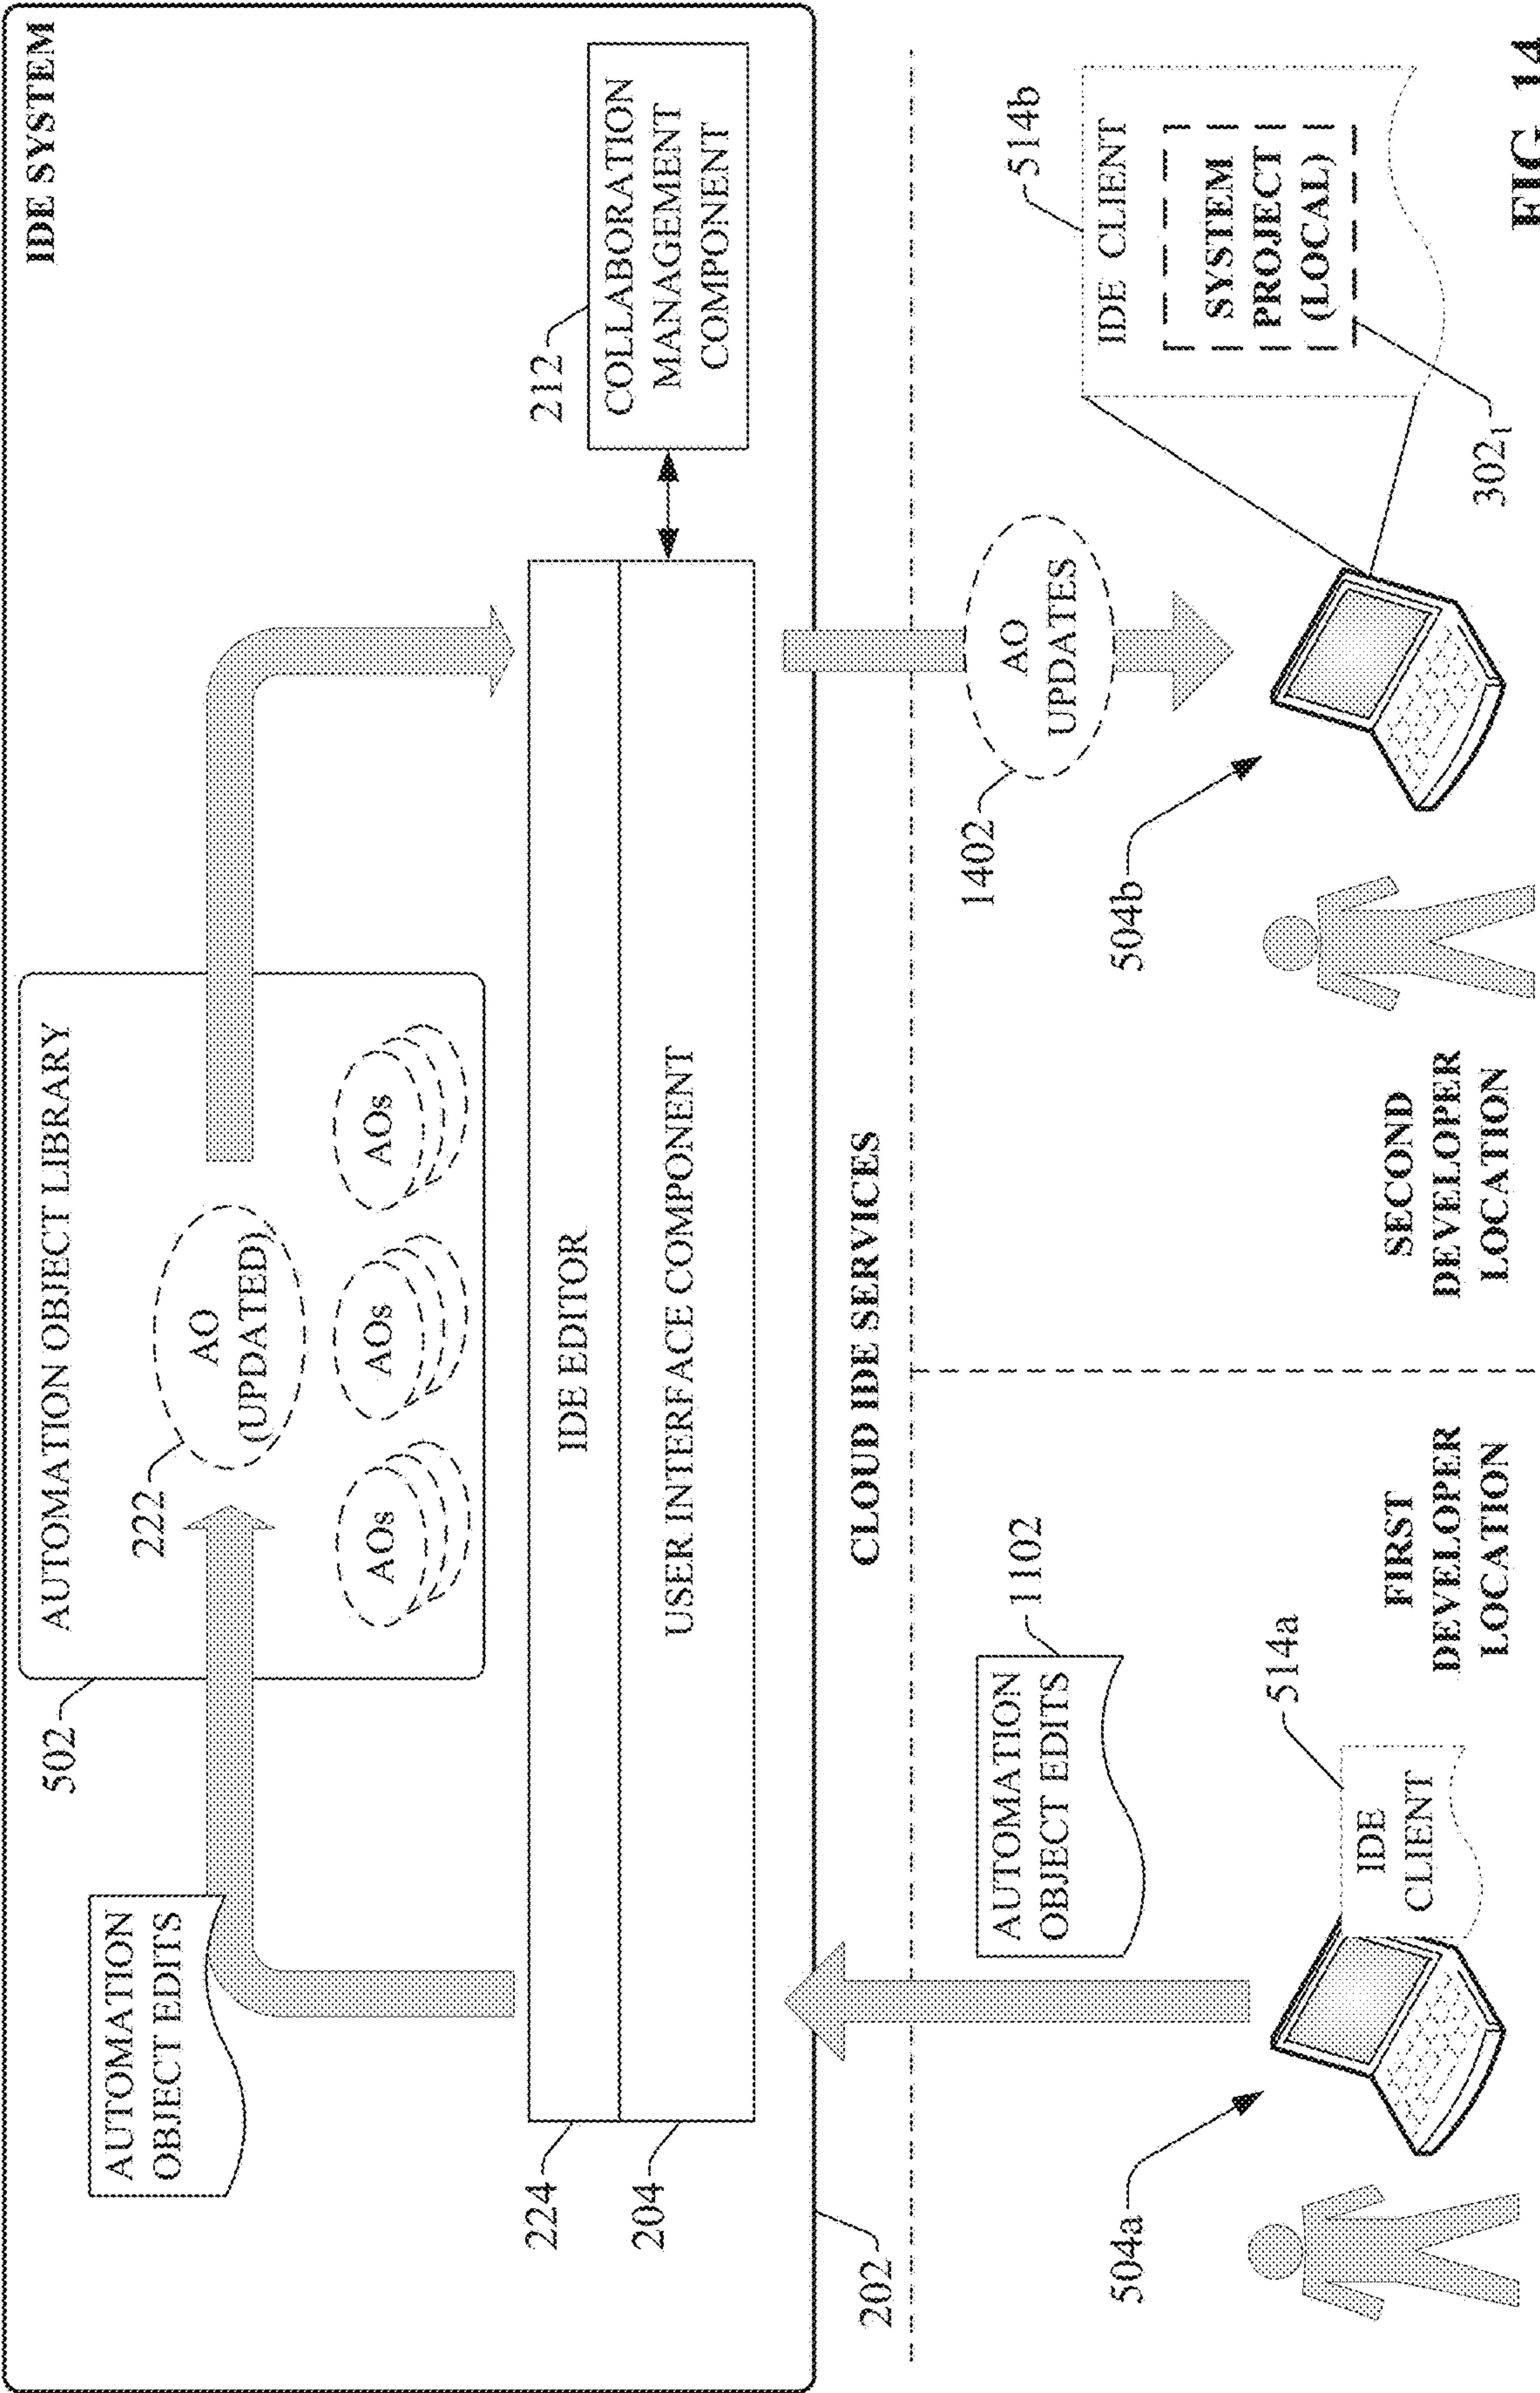 IDE SYSTEM
AUTOMATION
OBJECT EDITS
502
AUTOMATION OBJECT LIBRARY
222
AO
(UPDATED)
AOs
AOs
AOs
224
IDE EDITOR
204
USER INTERFACE COMPONENT
212
COLLABORATION
MANAGEMENT
COMPONENT
202
CLOUD IDE SERVICES
AUTOMATION
OBJECT EDITS
1102
504a
IDE
CLIENT
514a
FIRST
DEVELOPER
LOCATION
SECOND
DEVELOPER
LOCATION
1402
AO
UPDATES
504b
514b
IDE CLIENT
SYSTEM
PROJECT
(LOCAL)
302₁
FIG. 14